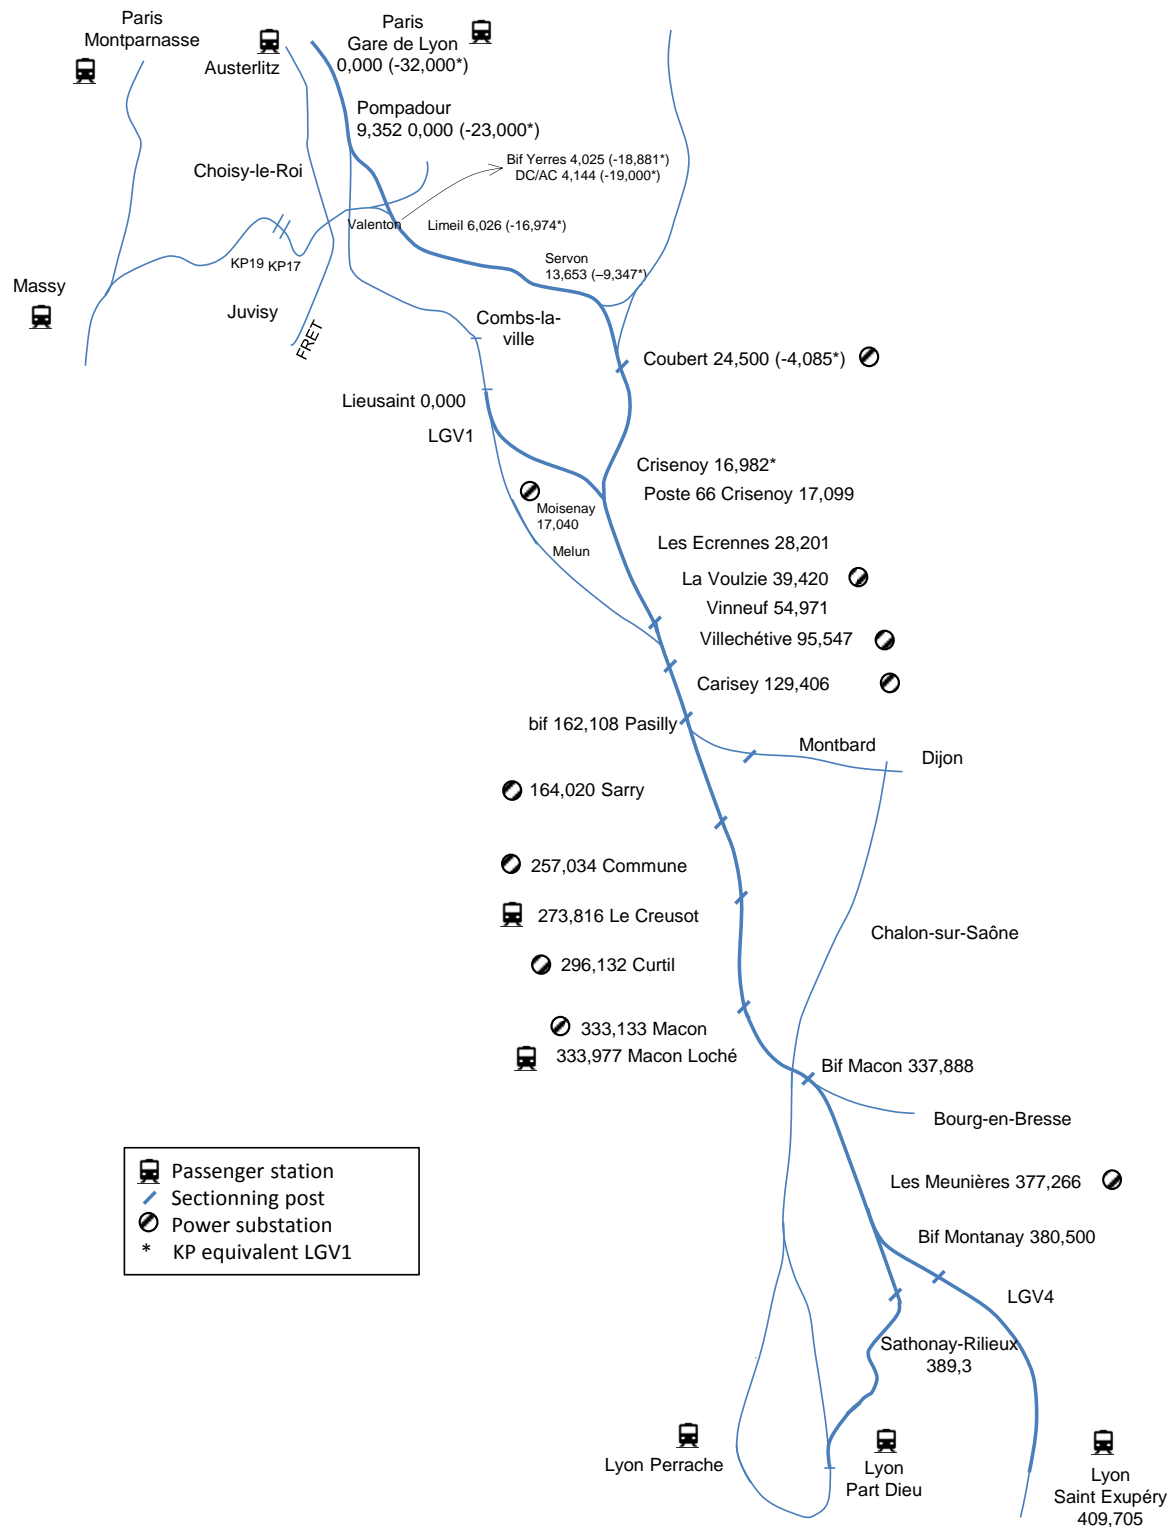 Paris
Montparnasse
Austerlitz
Paris
Gare de Lyon
0,000 (-32,000*)
Pompadour
9,352 0,000 (-23,000*)
Bif Yerres 4,025 (-18,881*)
DC/AC 4,144 (-19,000*)
Choisy-le-Roi
Valenton
Limeil 6,026 (-16,974*)
Servon
13,653 (–9,347*)
KP19 KP17
Massy
Juvisy
FRET
Combs-la-
ville
Coubert 24,500 (-4,085*)
Lieusaint 0,000
LGV1
Crisenoy 16,982*
Poste 66 Crisenoy 17,099
Moisenay
17,040
Melun
Les Ecrennes 28,201
La Voulzie 39,420
Vinneuf 54,971
Villechétive 95,547
Carisey 129,406
bif 162,108 Pasilly
Montbard
Dijon
164,020 Sarry
257,034 Commune
273,816 Le Creusot
Chalon-sur-Saône
296,132 Curtil
333,133 Macon
333,977 Macon Loché
Bif Macon 337,888
Bourg-en-Bresse
Passenger station
Sectionning post
Power substation
* KP equivalent LGV1
Les Meunières 377,266
Bif Montanay 380,500
LGV4
Sathonay-Rilieux
389,3
Lyon Perrache
Lyon
Part Dieu
Lyon
Saint Exupéry
409,705